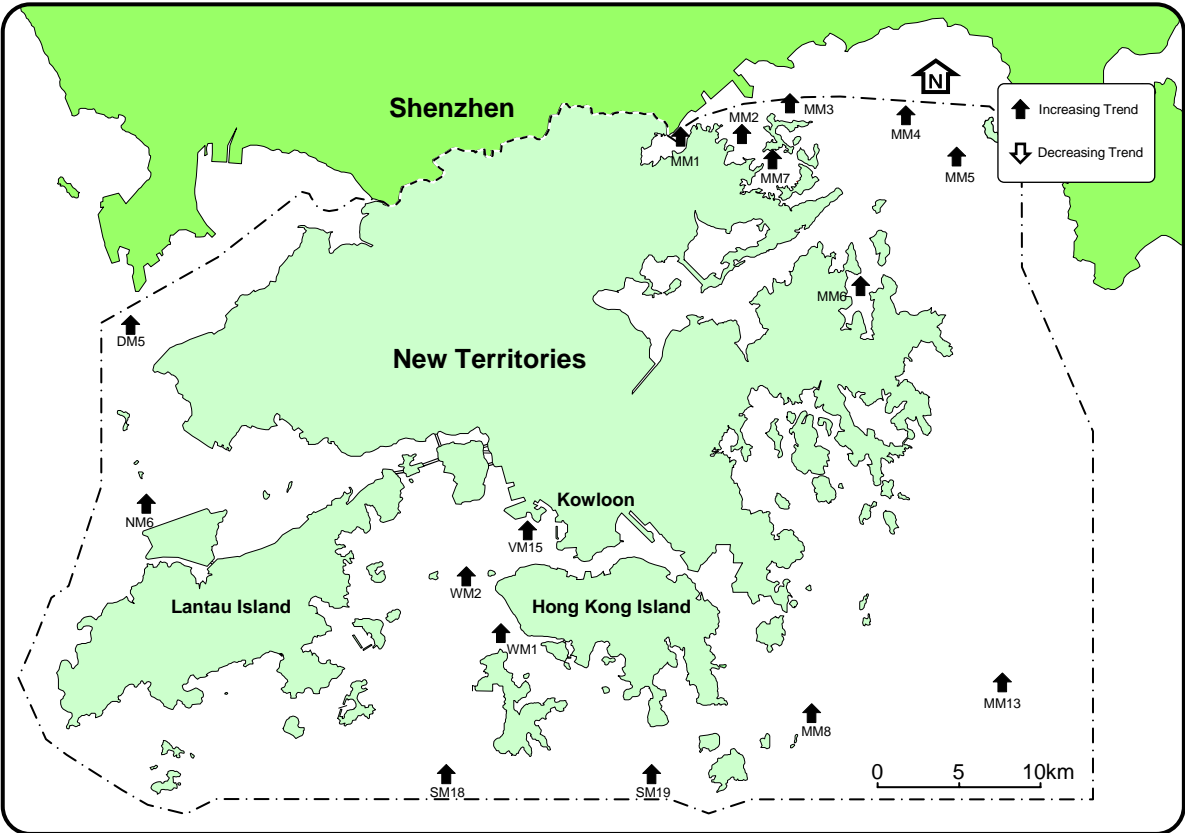 N
Shenzhen
Increasing Trend
Decreasing Trend
MM3
MM2
MM4
MM1
MM5
MM7
MM6
DM5
New Territories
Kowloon
NM6
VM15
WM2
Lantau Island
Hong Kong Island
WM1
MM13
MM8
0 5 10km
SM18
SM19